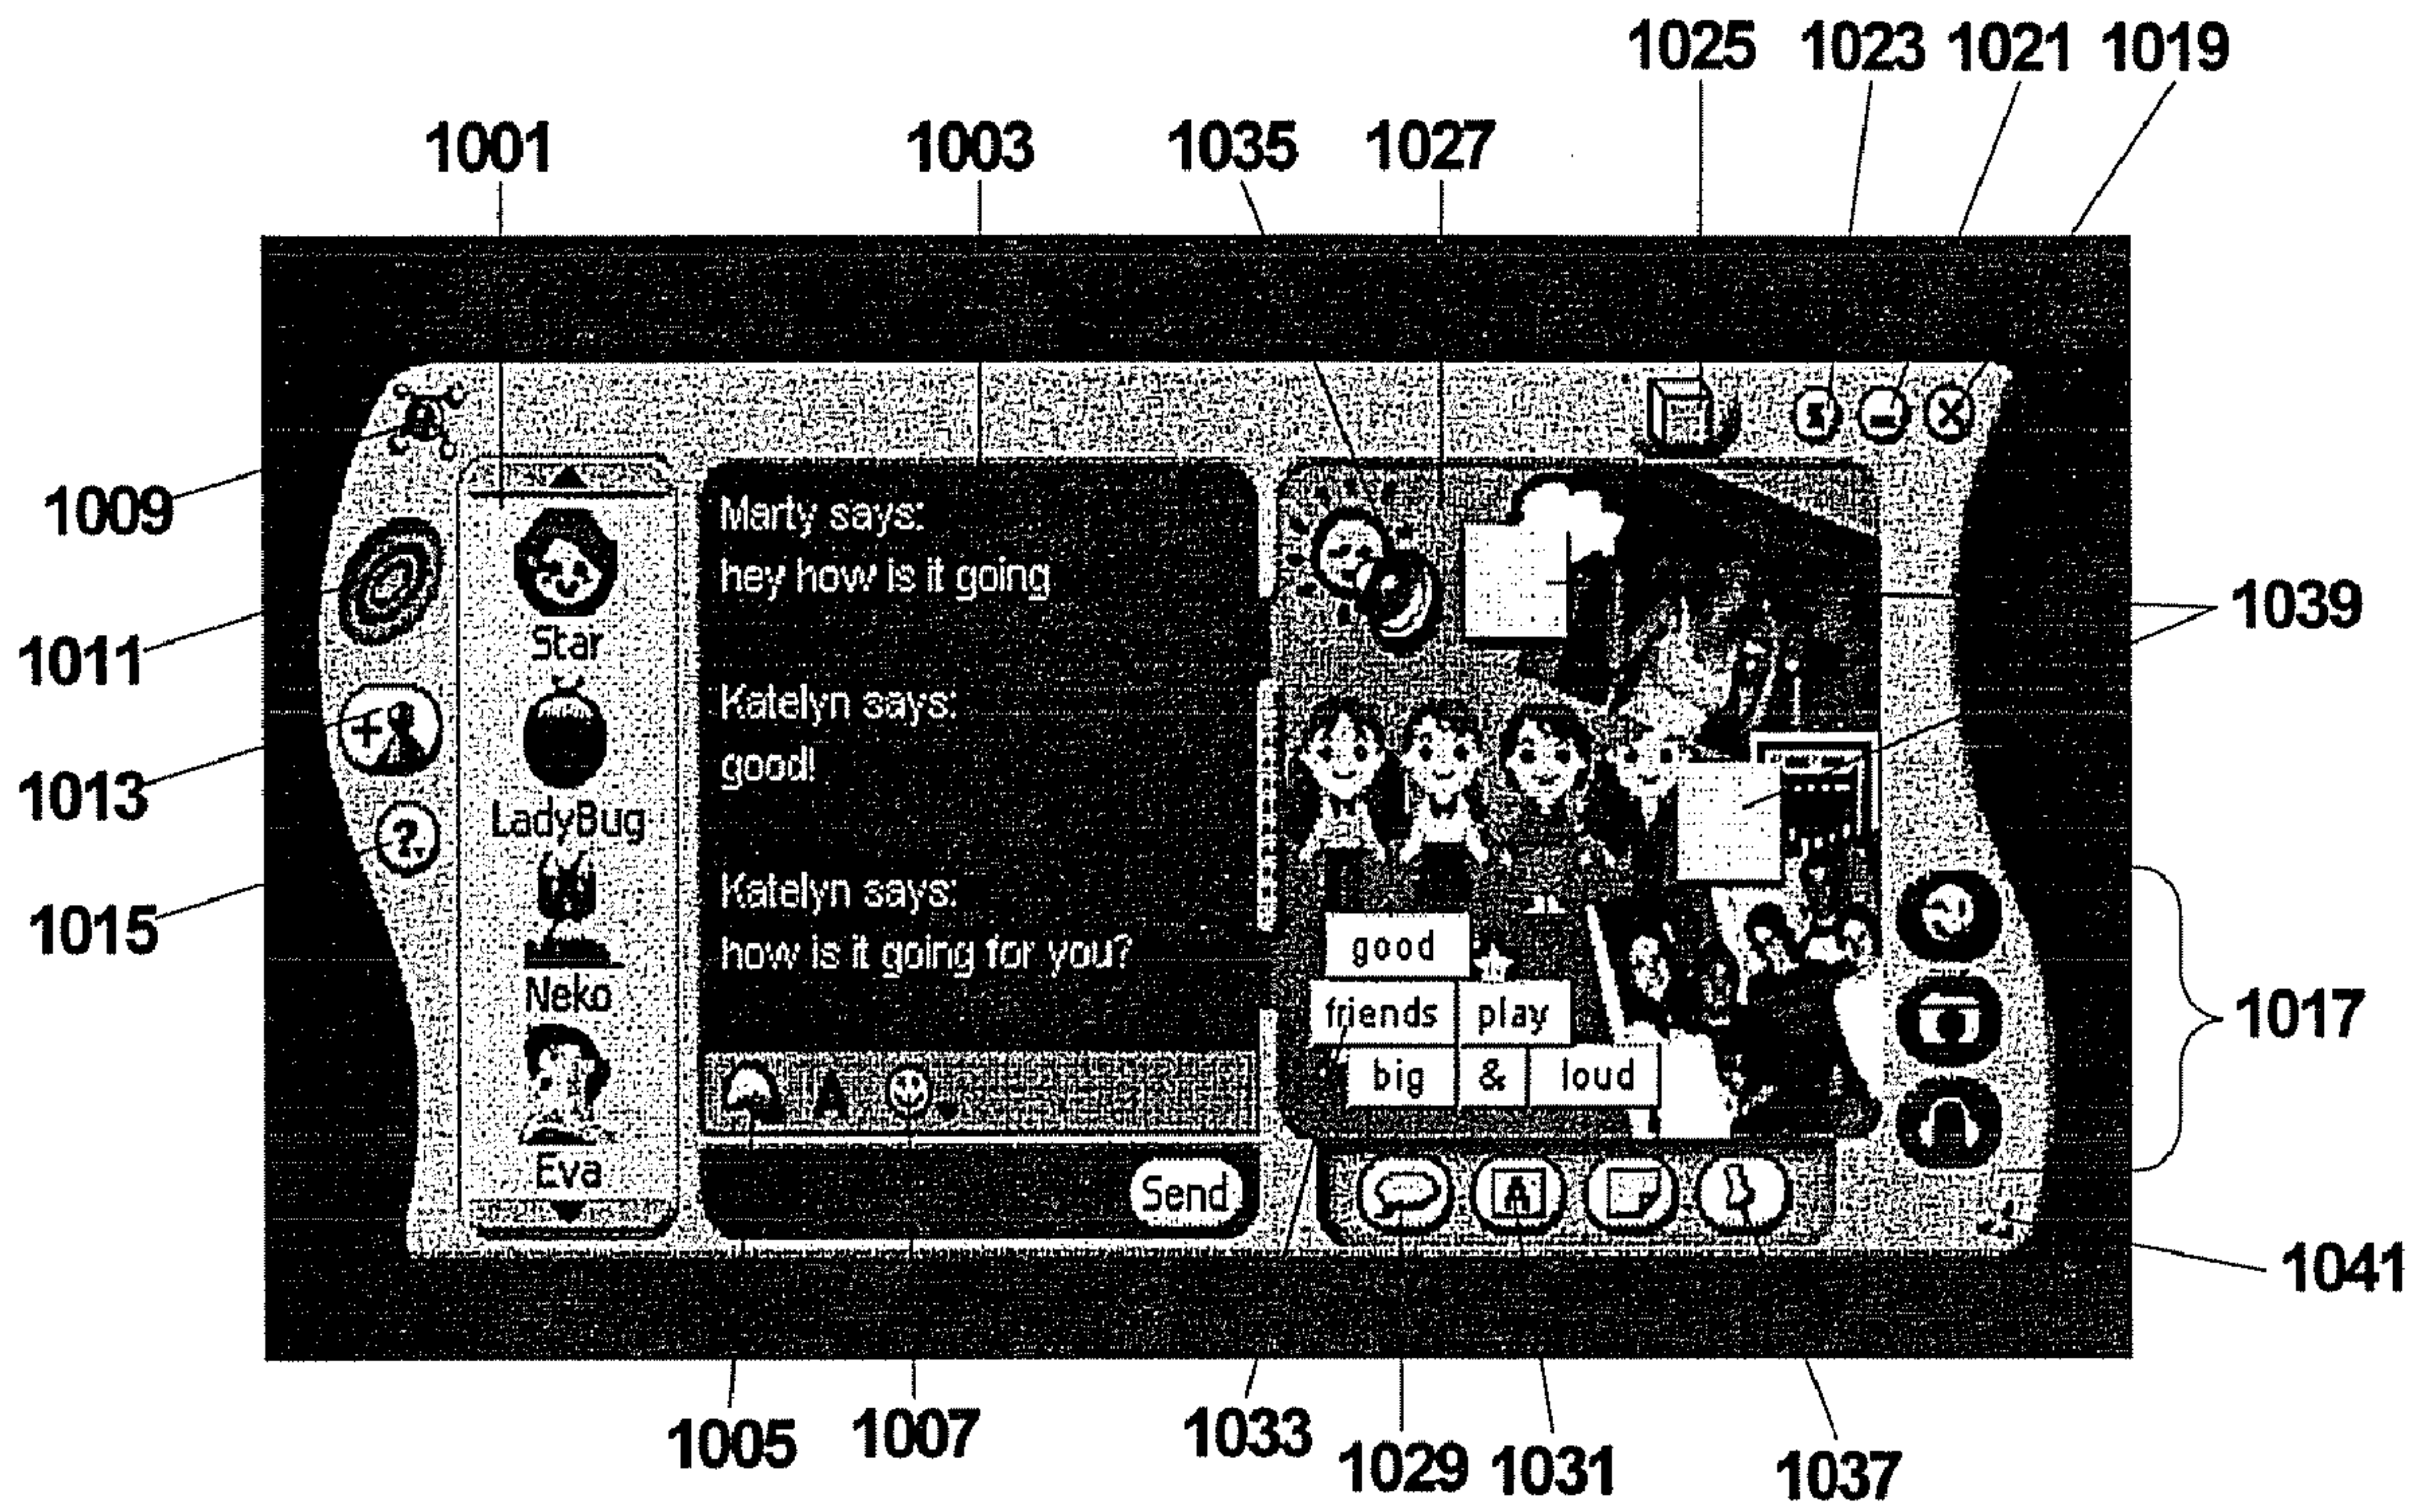 1025 1023 1021 1019
1001 1003 1035 1027
1009
1011
1013
1015
Star
LadyBug
Neko
Eva
Marty says:
hey how is it going
Katelyn says:
good!
Katelyn says:
how is it going for you?
A
Send
good
friends play
big & loud
A
+
?
1039
1017
1041
1005 1007 1033 1029 1031 1037